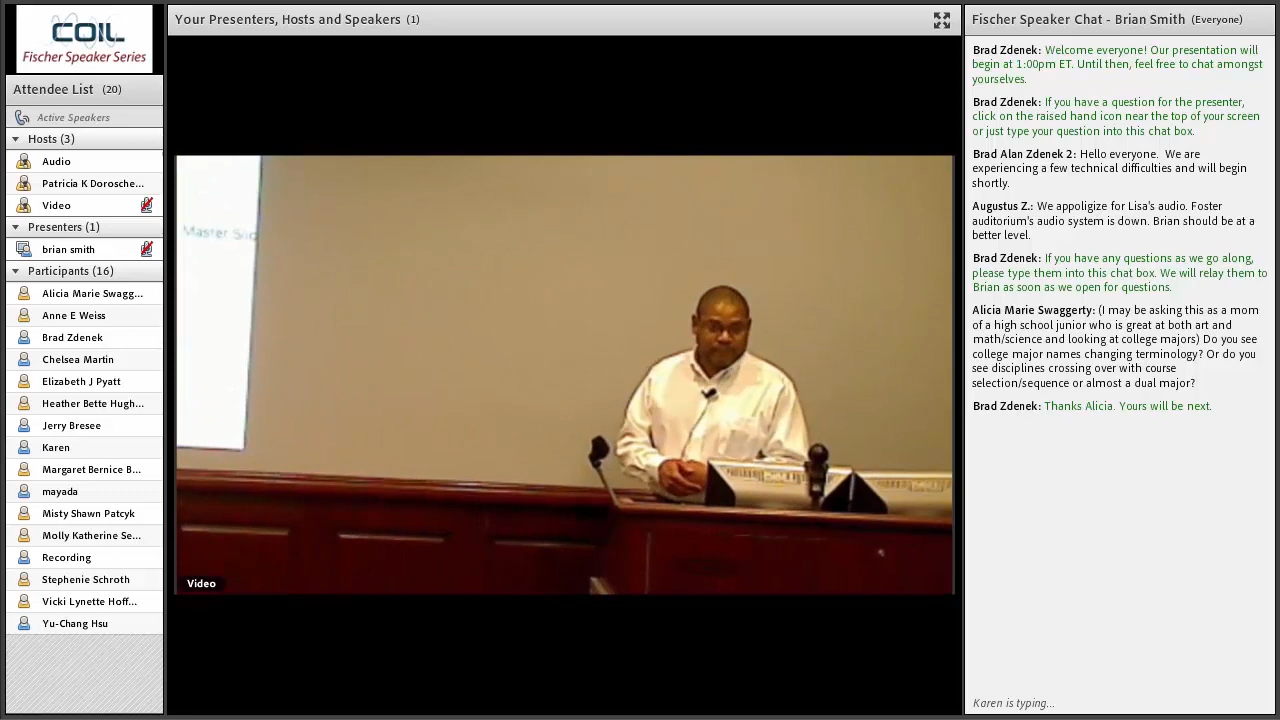 COIL
Fischer Speaker Series
Attendee List (20)
Active Speakers
Hosts (3)
Audio
Patricia K Dorosche...
Video
Presenters (1)
brian smith
Participants (16)
Alicia Marie Swagg...
Anne E Weiss
Brad Zdenek
Chelsea Martin
Elizabeth J Pyatt
Heather Bette Hugh...
Jerry Bresee
Karen
Margaret Bernice B...
mayada
Misty Shawn Patcyk
Molly Katherine Se...
Recording
Stephenie Schroth
Vicki Lynette Hoff...
Yu-Chang Hsu
Your Presenters, Hosts and Speakers (1)
Master Slid
Video
Fischer Speaker Chat - Brian Smith (Everyone)
Brad Zdenek: Welcome everyone! Our presentation will
begin at 1:00pm ET. Until then, feel free to chat amongst
yourselves.
Brad Zdenek: If you have a question for the presenter,
click on the raised hand icon near the top of your screen
or just type your question into this chat box.
Brad Alan Zdenek 2: Hello everyone. We are
experiencing a few technical difficulties and will begin
shortly.
Augustus Z.: We appoligize for Lisa's audio. Foster
auditorium's audio system is down. Brian should be at a
better level.
Brad Zdenek: If you have any questions as we go along,
please type them into this chat box. We will relay them to
Brian as soon as we open for questions.
Alicia Marie Swaggerty: (I may be asking this as a mom
of a high school junior who is great at both art and
math/science and looking at college majors) Do you see
college major names changing terminology? Or do you
see disciplines crossing over with course
selection/sequence or almost a dual major?
Brad Zdenek: Thanks Alicia. Yours will be next.
Karen is typing...